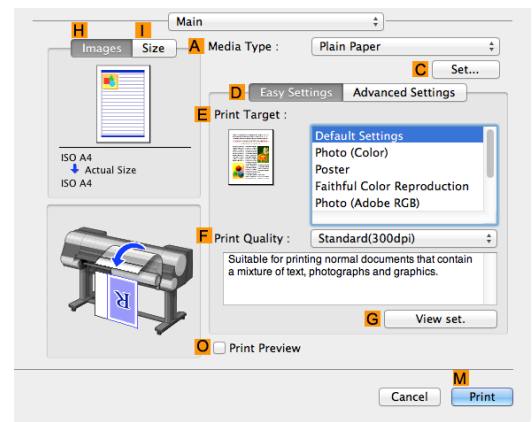 Main
H I
Images Size
A Media Type : Plain Paper
C Set...
D Easy Settings Advanced Settings
E Print Target :
Default Settings
Photo (Color)
Poster
Faithful Color Reproduction
Photo (Adobe RGB)
ISO A4
Actual Size
ISO A4
F Print Quality : Standard(300dpi)
Suitable for printing normal documents that contain
a mixture of text, photographs and graphics.
R
G View set.
O Print Preview
M
Cancel Print